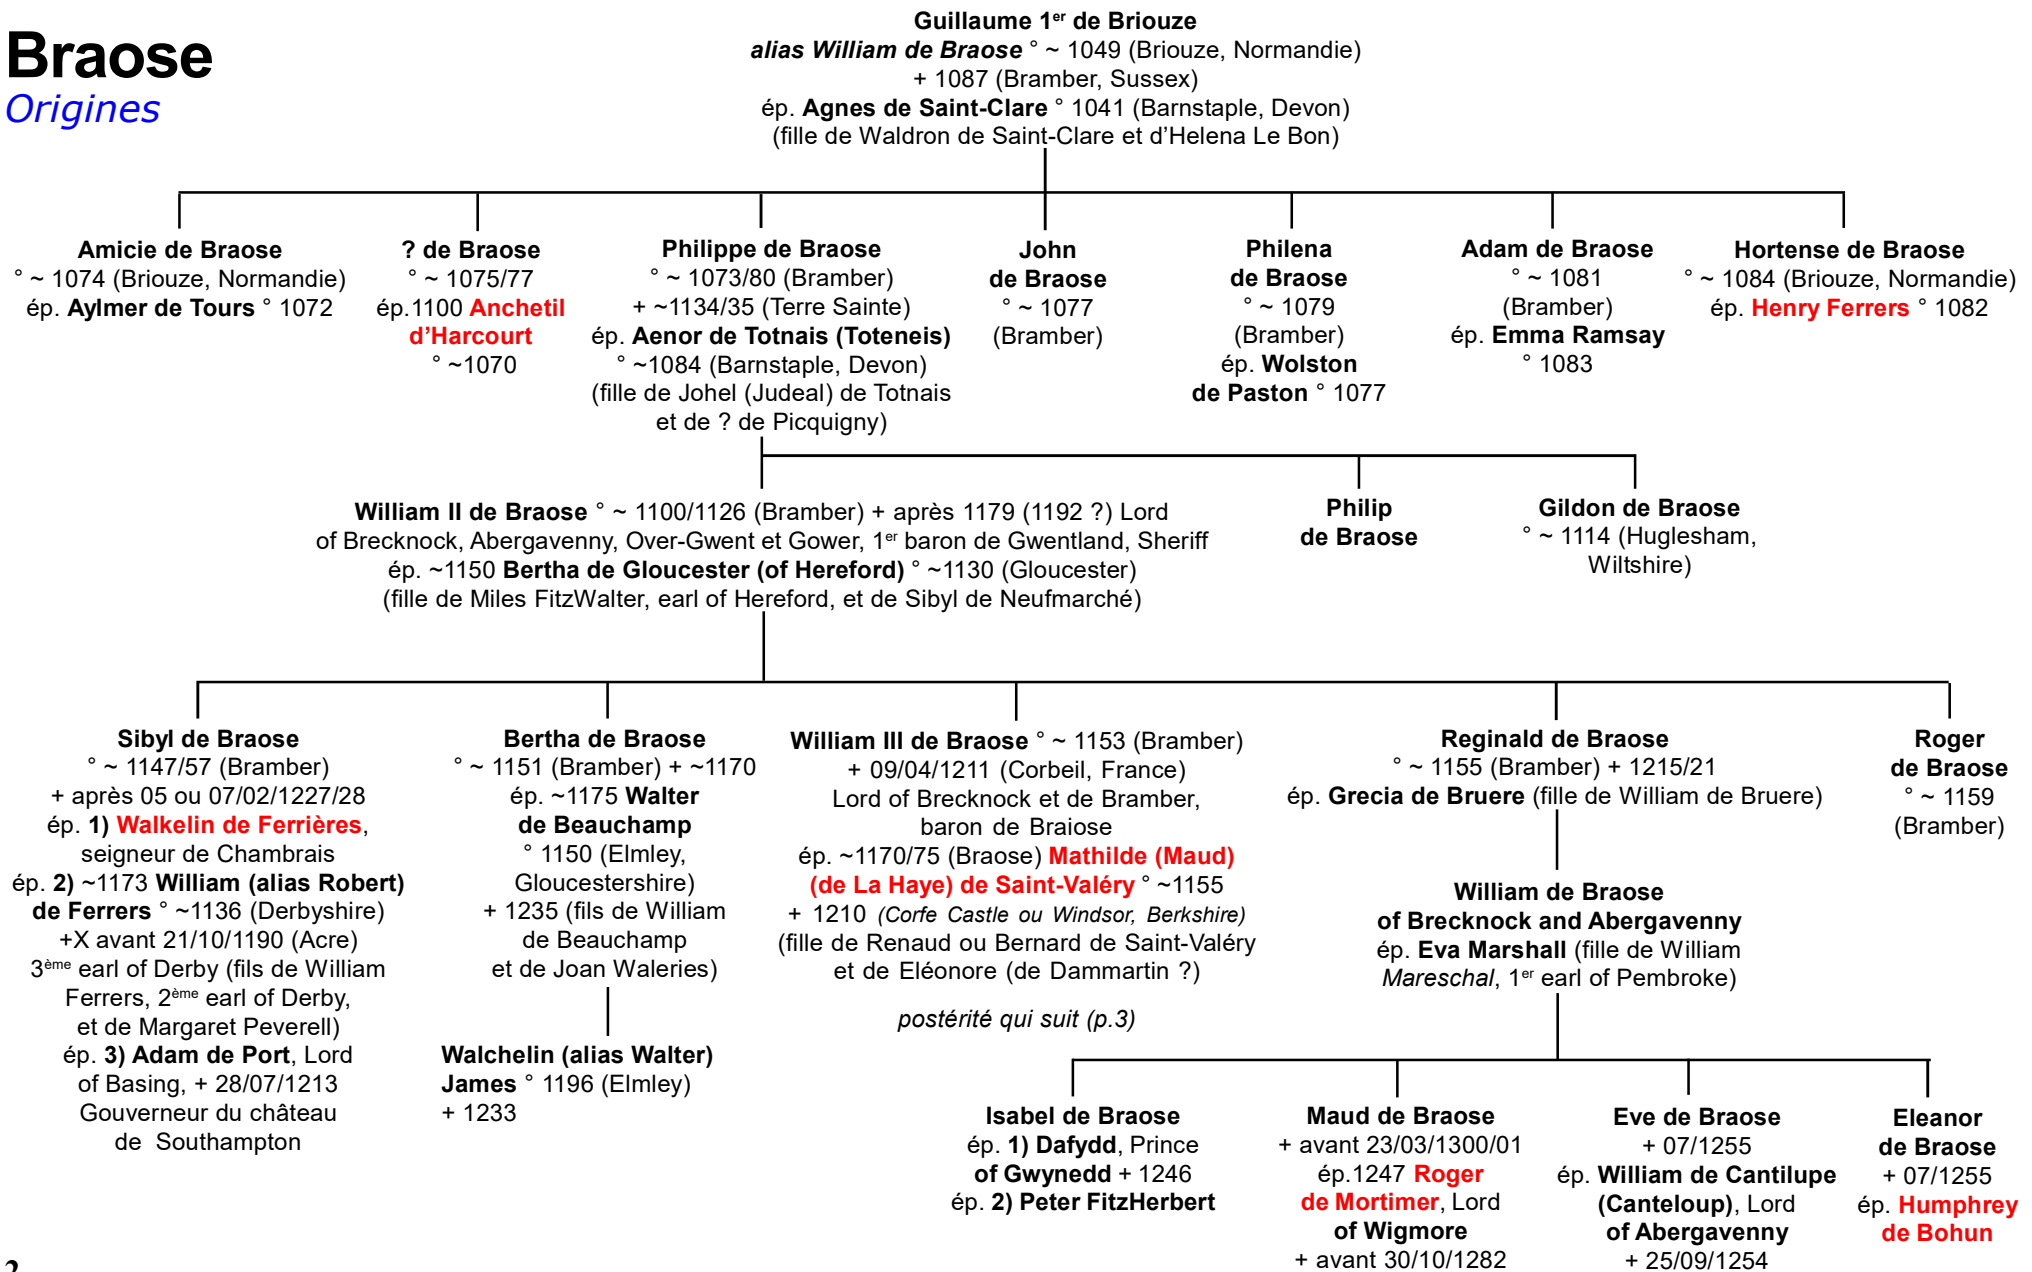 Braose
Origines
Guillaume 1er de Briouze
alias William de Braose ° ~ 1049 (Briouze, Normandie)
+ 1087 (Bramber, Sussex)
ép. Agnes de Saint-Clare ° 1041 (Barnstaple, Devon)
(fille de Waldron de Saint-Clare et d’Helena Le Bon)
Amicie de Braose
° ~ 1074 (Briouze, Normandie)
ép. Aylmer de Tours ° 1072
? de Braose
° ~ 1075/77
ép.1100 Anchetil
d’Harcourt
° ~1070
Philippe de Braose
° ~ 1073/80 (Bramber)
+ ~1134/35 (Terre Sainte)
ép. Aenor de Totnais (Toteneis)
° ~1084 (Barnstaple, Devon)
(fille de Johel (Judeal) de Totnais
et de ? de Picquigny)
John
de Braose
° ~ 1077
(Bramber)
Philena
de Braose
° ~ 1079
(Bramber)
ép. Wolston
de Paston ° 1077
Adam de Braose
° ~ 1081
(Bramber)
ép. Emma Ramsay
° 1083
Hortense de Braose
° ~ 1084 (Briouze, Normandie)
ép. Henry Ferrers ° 1082
William II de Braose ° ~ 1100/1126 (Bramber) + après 1179 (1192 ?) Lord
of Brecknock, Abergavenny, Over-Gwent et Gower, 1er baron de Gwentland, Sheriff
ép. ~1150 Bertha de Gloucester (of Hereford) ° ~1130 (Gloucester)
(fille de Miles FitzWalter, earl of Hereford, et de Sibyl de Neufmarché)
Philip
de Braose
Gildon de Braose
° ~ 1114 (Huglesham,
Wiltshire)
Sibyl de Braose
° ~ 1147/57 (Bramber)
+ après 05 ou 07/02/1227/28
ép. 1) Walkelin de Ferrières,
seigneur de Chambrais
ép. 2) ~1173 William (alias Robert)
de Ferrers ° ~1136 (Derbyshire)
+X avant 21/10/1190 (Acre)
3ème earl of Derby (fils de William
Ferrers, 2ème earl of Derby,
et de Margaret Peverell)
ép. 3) Adam de Port, Lord
of Basing, + 28/07/1213
Gouverneur du château
de Southampton
Bertha de Braose
° ~ 1151 (Bramber) + ~1170
ép. ~1175 Walter
de Beauchamp
° 1150 (Elmley,
Gloucestershire)
+ 1235 (fils de William
de Beauchamp
et de Joan Waleries)
Walchelin (alias Walter)
James ° 1196 (Elmley)
+ 1233
William III de Braose ° ~ 1153 (Bramber)
+ 09/04/1211 (Corbeil, France)
Lord of Brecknock et de Bramber,
baron de Braiose
ép. ~1170/75 (Braose) Mathilde (Maud)
(de La Haye) de Saint-Valéry ° ~1155
+ 1210 (Corfe Castle ou Windsor, Berkshire)
(fille de Renaud ou Bernard de Saint-Valéry
et de Eléonore (de Dammartin ?)
postérité qui suit (p.3)
Reginald de Braose
° ~ 1155 (Bramber) + 1215/21
ép. Grecia de Bruere (fille de William de Bruere)
William de Braose
of Brecknock and Abergavenny
ép. Eva Marshall (fille de William
Mareschal, 1er earl of Pembroke)
Roger
de Braose
° ~ 1159
(Bramber)
Isabel de Braose
ép. 1) Dafydd, Prince
of Gwynedd + 1246
ép. 2) Peter FitzHerbert
Maud de Braose
+ avant 23/03/1300/01
ép.1247 Roger
de Mortimer, Lord
of Wigmore
+ avant 30/10/1282
Eve de Braose
+ 07/1255
ép. William de Cantilupe
(Canteloup), Lord
of Abergavenny
+ 25/09/1254
Eleanor
de Braose
+ 07/1255
ép. Humphrey
de Bohun
2